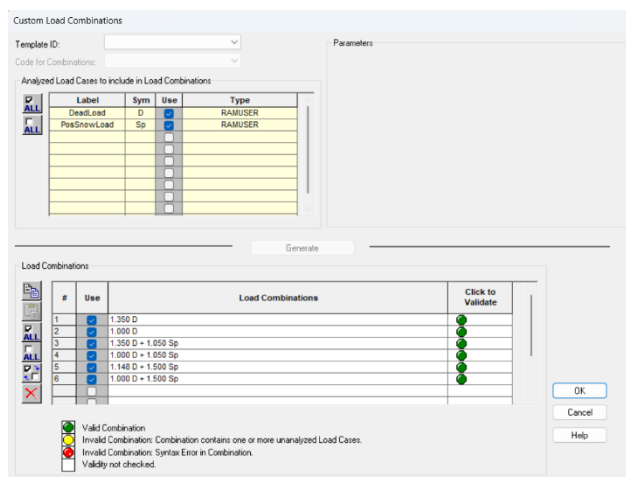 Custom Load Combinations
Template ID:
Parameters
Code for Combinations:
Analyzed Load Cases to include in Load Combinations
ALL
ALL
Label Sym Use Type
DeadLoad D RAMUSER
PosSnowLoad Sp RAMUSER
Generate
Load Combinations
# Use Load Combinations Click to Validate
1 1.350 D
2 1.000 D
3 1.350 D + 1.050 Sp
4 1.000 D + 1.050 Sp
5 1.148 D + 1.500 Sp
6 1.000 D + 1.500 Sp
ALL
ALL
OK
Cancel
Help
Valid Combination
Invalid Combination: Combination contains one or more unanalyzed Load Cases.
Invalid Combination: Syntax Error in Combination.
Validity not checked.